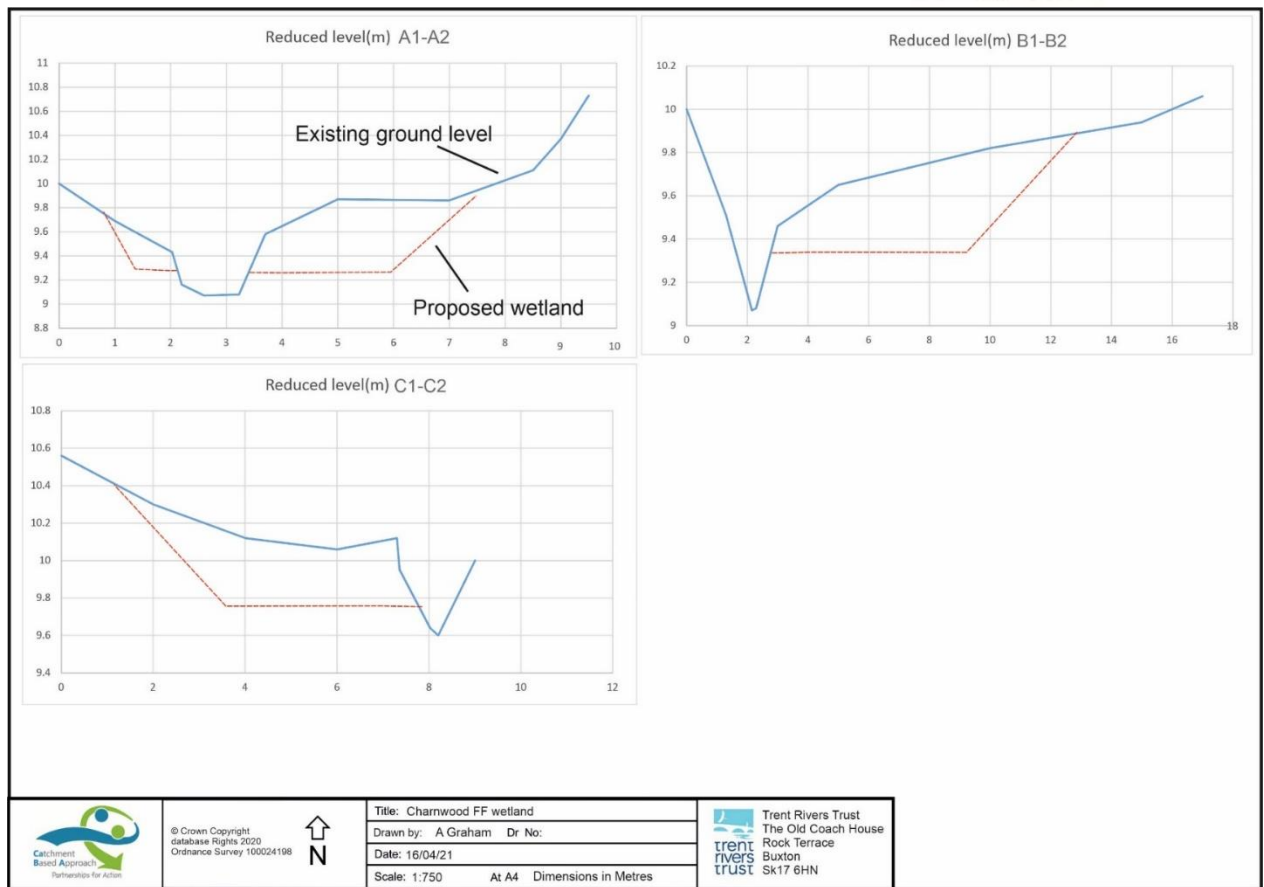 Reduced level(m) A1-A2
11
10.8
10.6
10.4
10.2
10
9.8
9.6
9.4
9.2
9
8.8
0 1 2 3 4 5 6 7 8 9 10
Existing ground level
Proposed wetland
Reduced level(m) B1-B2
10.2
10
9.8
9.6
9.4
9.2
9
0 2 4 6 8 10 12 14 16 18
Reduced level(m) C1-C2
10.8
10.6
10.4
10.2
10
9.8
9.6
9.4
0 2 4 6 8 10 12
Catchment
Based Approach
Partnerships for Action
© Crown Copyright
database Rights 2020
Ordnance Survey 100024198
N
Title: Charnwood FF wetland
Drawn by: A Graham Dr No:
Date: 16/04/21
Scale: 1:750 At A4 Dimensions in Metres
trent
rivers
trust
Trent Rivers Trust
The Old Coach House
Rock Terrace
Buxton
Sk17 6HN